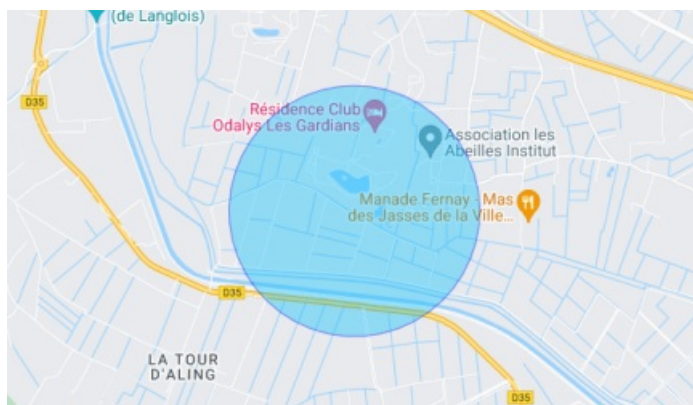 (de Langlois)
D35
Résidence Club
Odalys Les Gardians
Association les
Abeilles Institut
Manade Fernay - Mas
des Jasses de la Ville...
D35
LA TOUR
D'ALING
D35